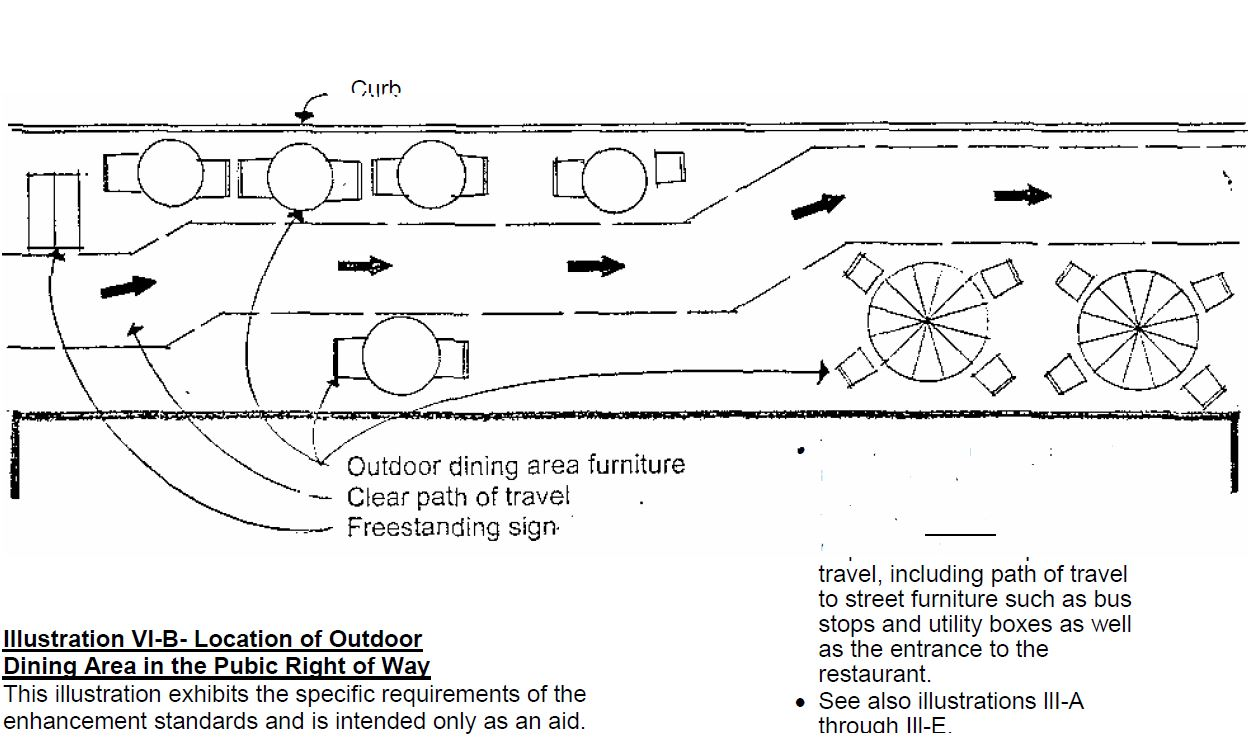 Curb
Outdoor dining area furniture
Clear path of travel
Freestanding sign
Illustration VI-B- Location of Outdoor
Dining Area in the Pubic Right of Way
This illustration exhibits the specific requirements of the
enhancement standards and is intended only as an aid.
travel, including path of travel
to street furniture such as bus
stops and utility boxes as well
as the entrance to the
restaurant.
• See also illustrations III-A
through III-E.